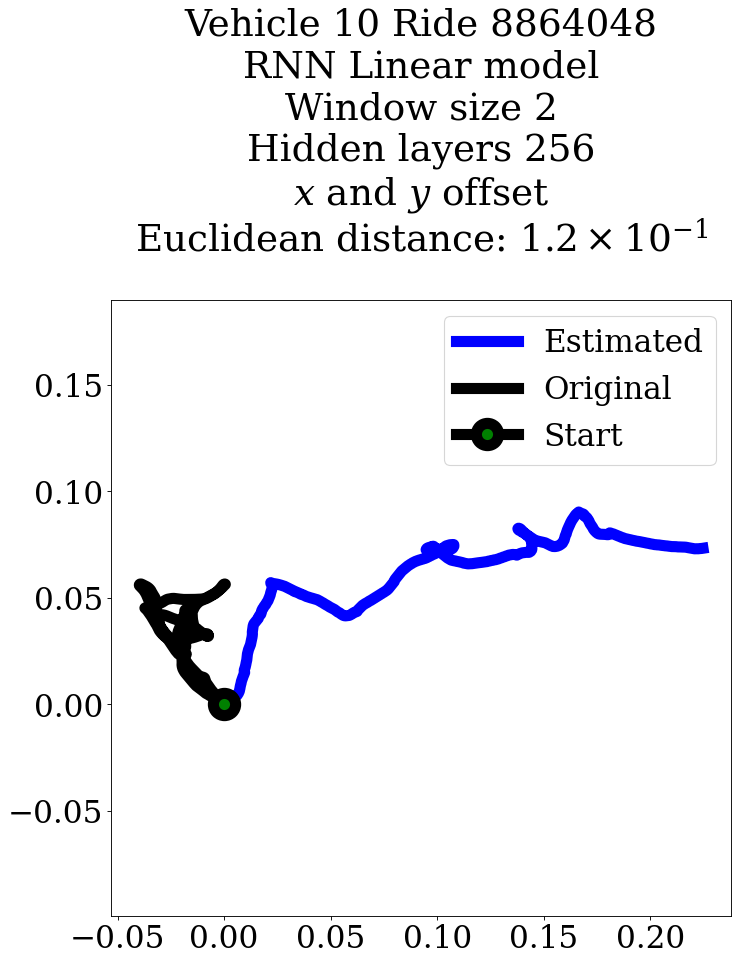 Vehicle 10 Ride 8864048
RNN Linear model
Window size 2
Hidden layers 256
x and y offset
Euclidean distance: 1.2 × 10⁻¹
Estimated
Original
Start
0.15
0.10
0.05
0.00
−0.05
−0.05 0.00 0.05 0.10 0.15 0.20